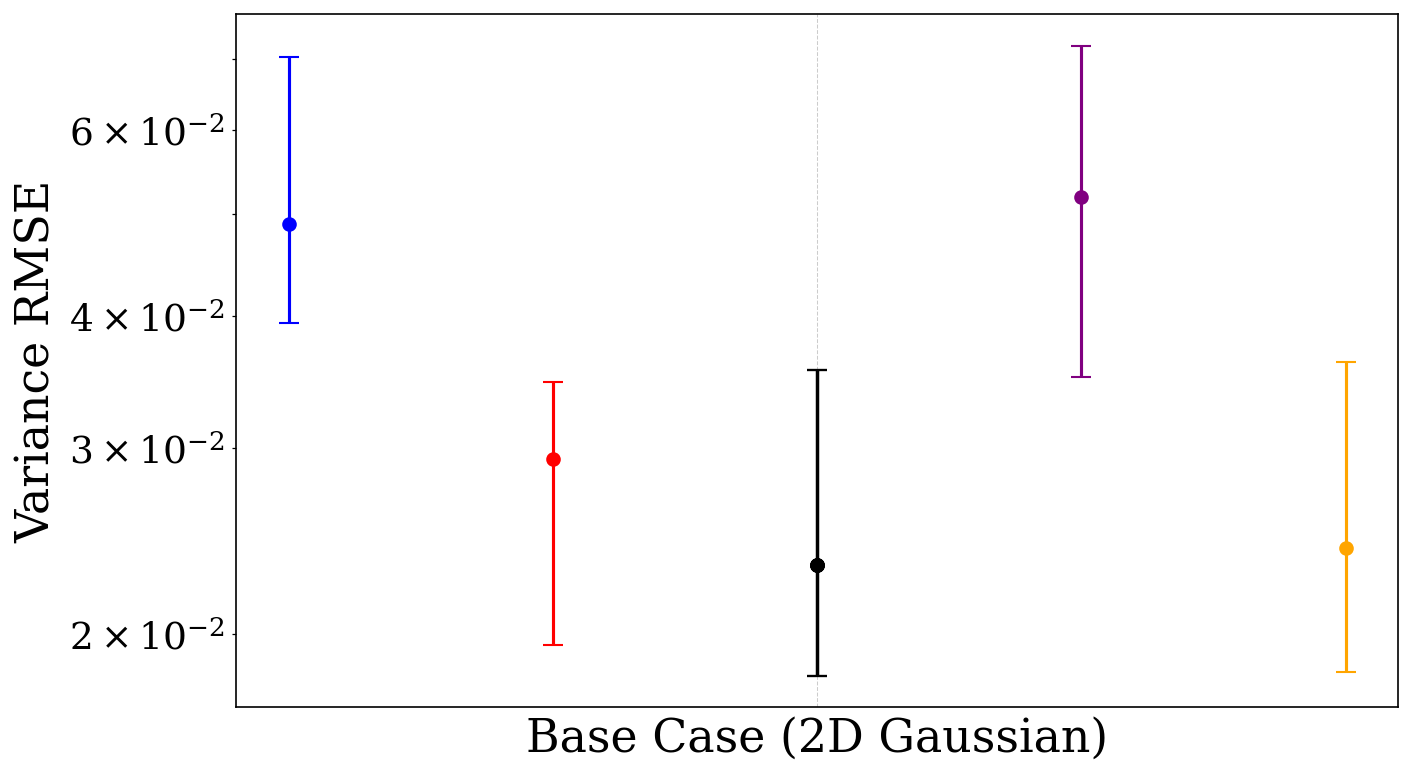 Variance RMSE
6 × 10⁻²
4 × 10⁻²
3 × 10⁻²
2 × 10⁻²
Base Case (2D Gaussian)